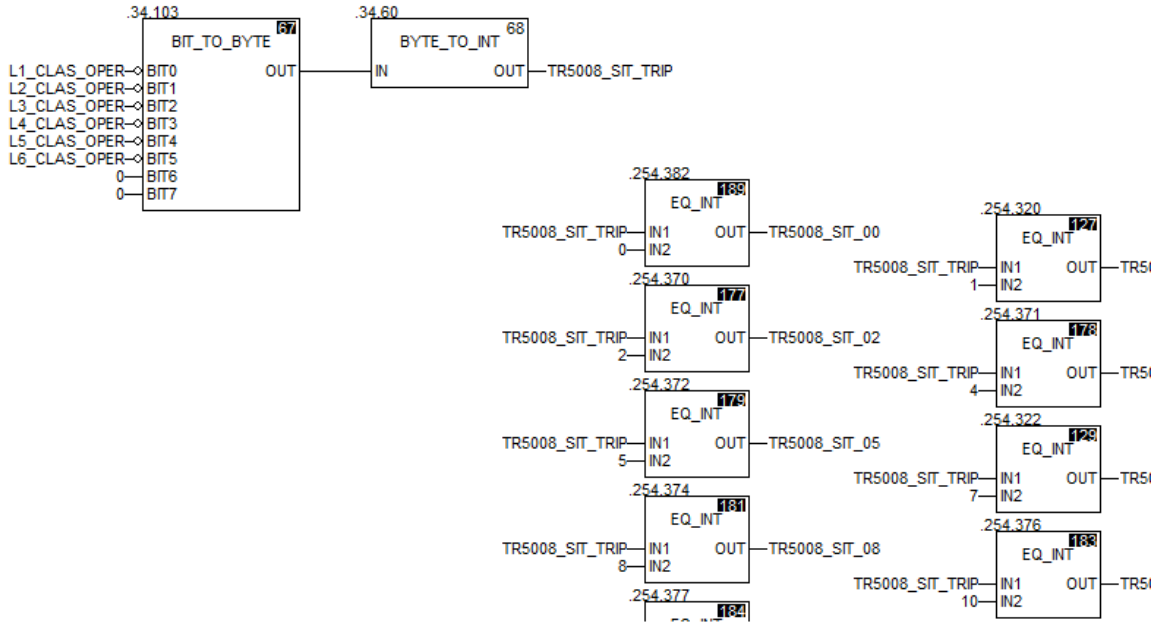 .34.103
67
BIT_TO_BYTE
L1_CLAS_OPER BIT0 OUT
L2_CLAS_OPER BIT1
L3_CLAS_OPER BIT2
L4_CLAS_OPER BIT3
L5_CLAS_OPER BIT4
L6_CLAS_OPER BIT5
0 BIT6
0 BIT7
.34.60
68
BYTE_TO_INT
IN OUT TR5008_SIT_TRIP
.254.382
189
EQ_INT
TR5008_SIT_TRIP IN1 OUT TR5008_SIT_00
0 IN2
.254.320
127
EQ_INT
TR5008_SIT_TRIP IN1 OUT TR50
1 IN2
.254.370
177
EQ_INT
TR5008_SIT_TRIP IN1 OUT TR5008_SIT_02
2 IN2
.254.371
178
EQ_INT
TR5008_SIT_TRIP IN1 OUT TR50
4 IN2
.254.372
179
EQ_INT
TR5008_SIT_TRIP IN1 OUT TR5008_SIT_05
5 IN2
.254.322
129
EQ_INT
TR5008_SIT_TRIP IN1 OUT TR50
7 IN2
.254.374
181
EQ_INT
TR5008_SIT_TRIP IN1 OUT TR5008_SIT_08
8 IN2
.254.376
183
EQ_INT
TR5008_SIT_TRIP IN1 OUT TR50
10 IN2
.254.377
184